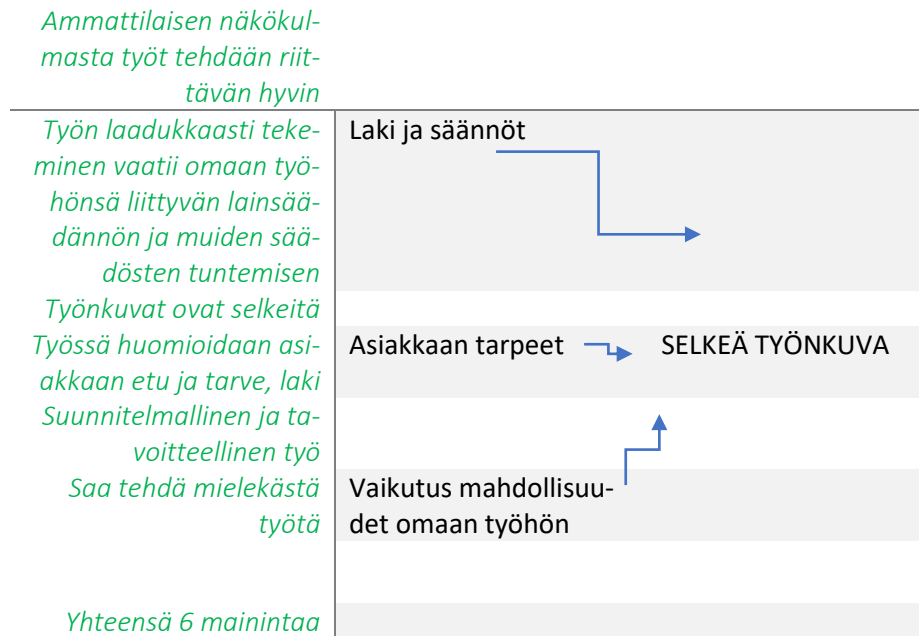 Ammattilaisen näkökul-
masta työt tehdään riit-
tävän hyvin
Työn laadukkaasti teke-
minen vaatii omaan työ-
hönsä liittyvän lainsää-
dännön ja muiden sää-
dösten tuntemisen
Laki ja säännöt
Työnkuvat ovat selkeitä
Työssä huomioidaan asi-
akkaan etu ja tarve, laki
Asiakkaan tarpeet
SELKEÄ TYÖNKUVA
Suunnitelmallinen ja ta-
voitteellinen työ
Saa tehdä mielekästä
työtä
Vaikutus mahdollisuu-
det omaan työhön
Yhteensä 6 mainintaa